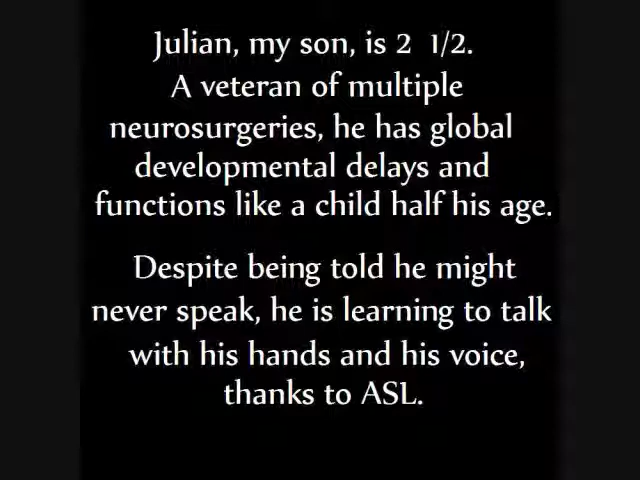 Julian, my son, is 2 1/2.
A veteran of multiple
neurosurgeries, he has global
developmental delays and
functions like a child half his age.
Despite being told he might
never speak, he is learning to talk
with his hands and his voice,
thanks to ASL.